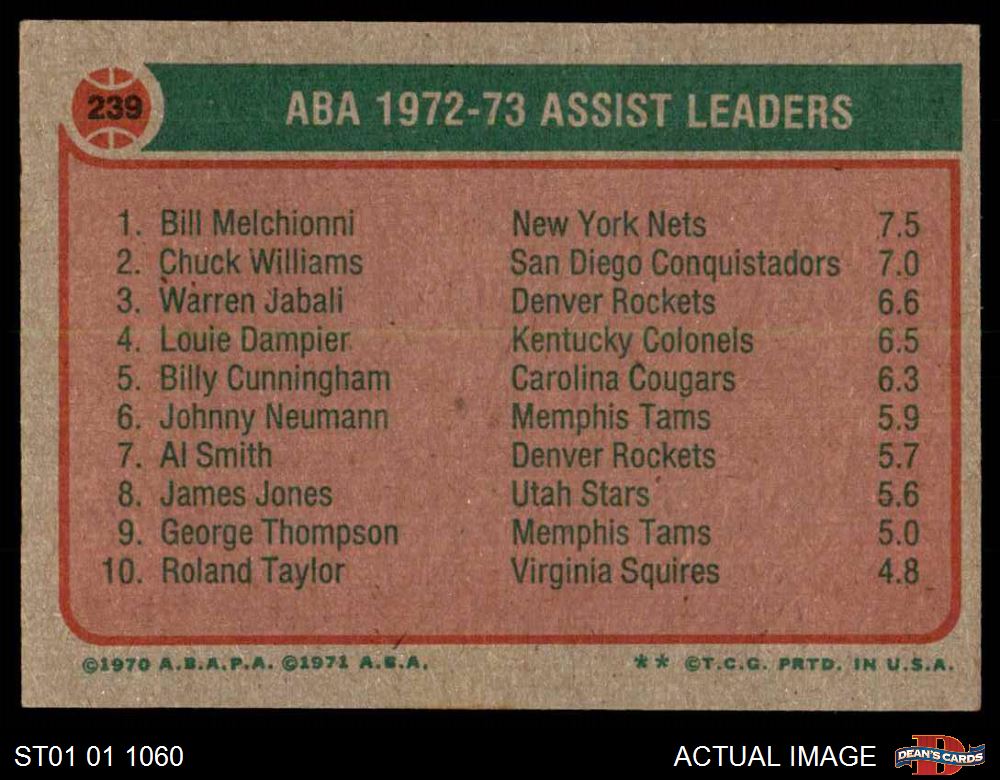 239
ABA 1972-73 ASSIST LEADERS
1. Bill Melchionni New York Nets 7.5
2. Chuck Williams San Diego Conquistadors 7.0
3. Warren Jabali Denver Rockets 6.6
4. Louie Dampier Kentucky Colonels 6.5
5. Billy Cunningham Carolina Cougars 6.3
6. Johnny Neumann Memphis Tams 5.9
7. Al Smith Denver Rockets 5.7
8. James Jones Utah Stars 5.6
9. George Thompson Memphis Tams 5.0
10. Roland Taylor Virginia Squires 4.8
©1970 A.B.A.P.A. ©1971 A.B.A. ** ©T.C.G. PRTD. IN U.S.A.
ST01 01 1060 ACTUAL IMAGE
D
DEAN'S CARDS